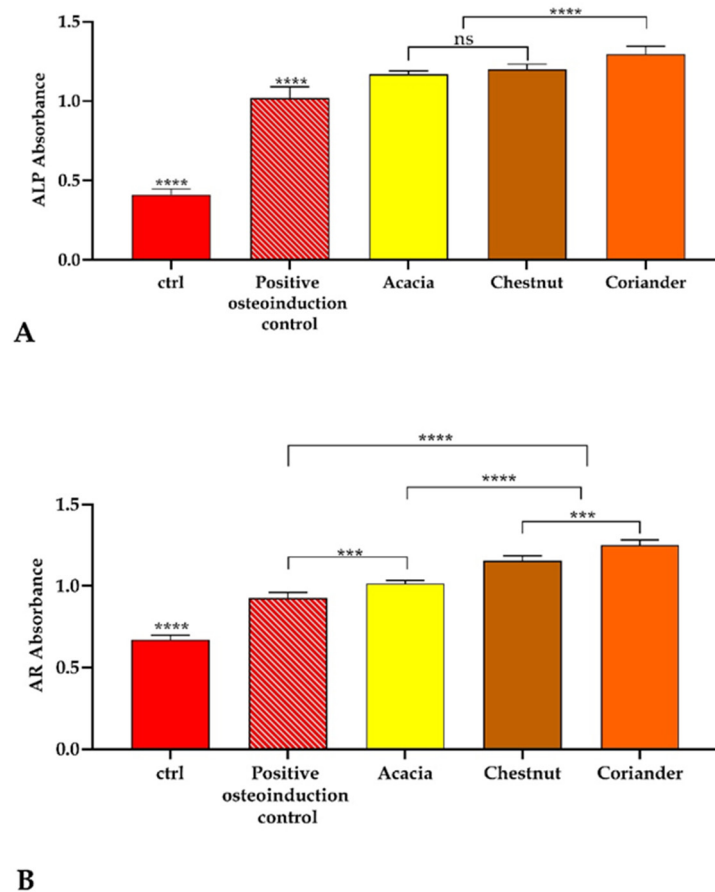 ****
1.5
ns
****
1.0
ALP Absorbance
****
0.5
0.0
ctrl
Positive
osteoinduction
control
Acacia
Chestnut
Coriander
A
****
****
1.5
***
***
1.0
AR Absorbance
****
0.5
0.0
ctrl
Positive
osteoinduction
control
Acacia
Chestnut
Coriander
B